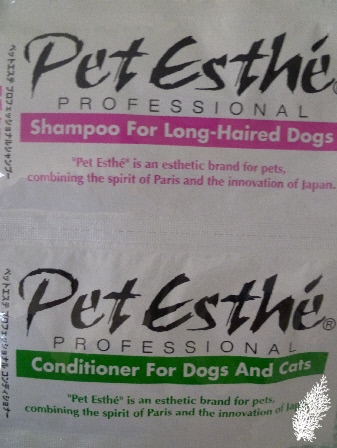 Pet Esthé
PROFESSIONAL
Shampoo For Long-Haired Dogs
"Pet Esthé" is an esthetic brand for pets,
combining the spirit of Paris and the innovation of Japan.
Pet Esthé®
PROFESSIONAL
Conditioner For Dogs And Cats
"Pet Esthé" is an esthetic brand for pets,
combining the spirit of Paris and the innovation of